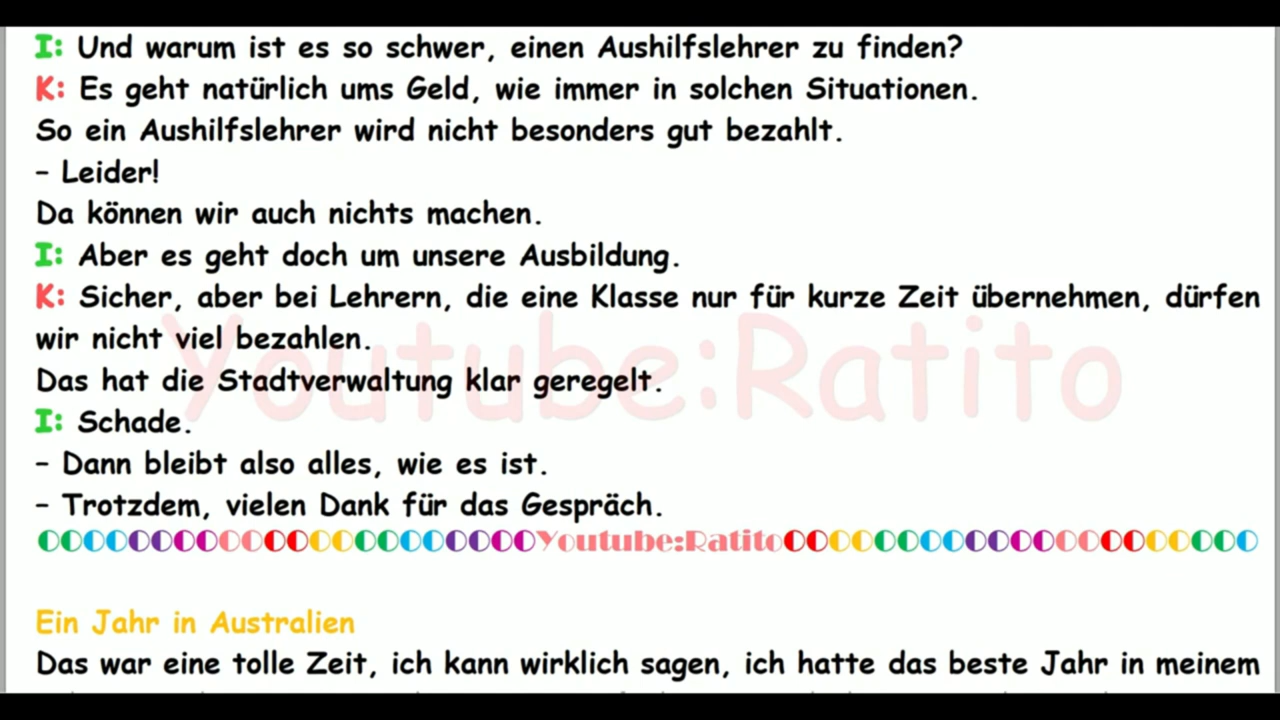 I: Und warum ist es so schwer, einen Aushilfslehrer zu finden?
K: Es geht natürlich ums Geld, wie immer in solchen Situationen.
So ein Aushilfslehrer wird nicht besonders gut bezahlt.
– Leider!
Da können wir auch nichts machen.
I: Aber es geht doch um unsere Ausbildung.
K: Sicher, aber bei Lehrern, die eine Klasse nur für kurze Zeit übernehmen, dürfen
wir nicht viel bezahlen.
Youtube:Ratito
Das hat die Stadtverwaltung klar geregelt.
I: Schade.
– Dann bleibt also alles, wie es ist.
– Trotzdem, vielen Dank für das Gespräch.
Youtube:Ratito
Ein Jahr in Australien
Das war eine tolle Zeit, ich kann wirklich sagen, ich hatte das beste Jahr in meinem